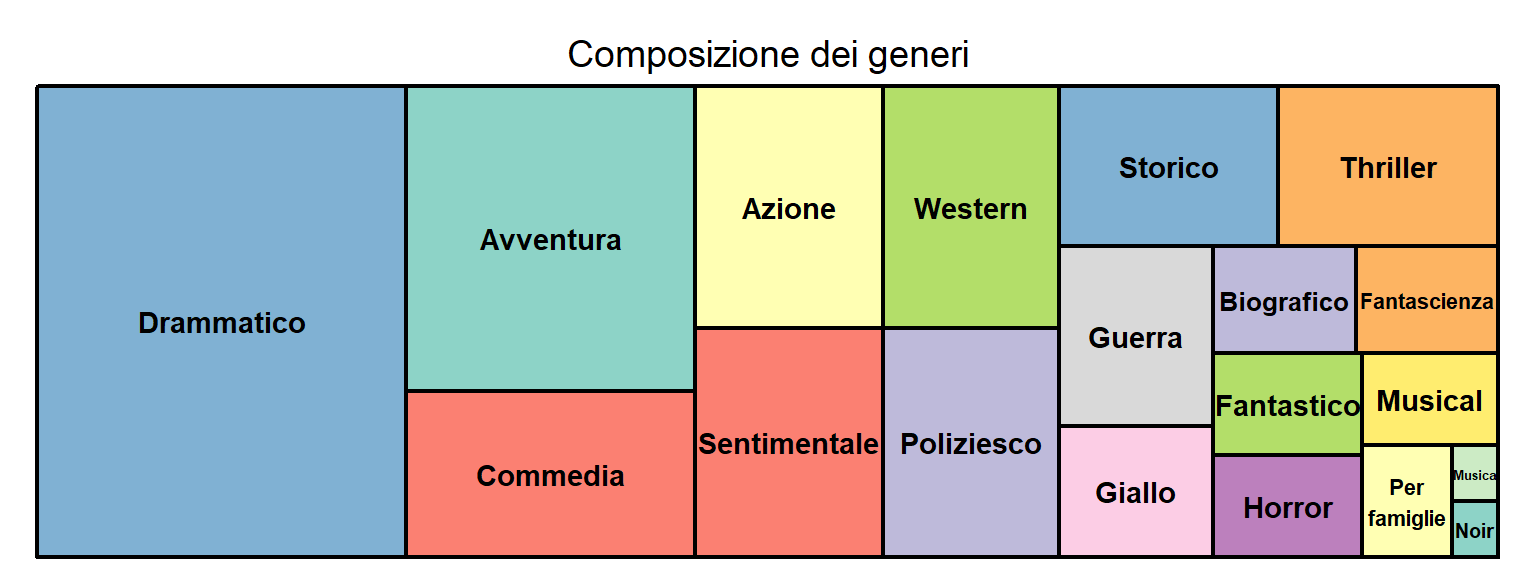 Composizione dei generi
Drammatico
Avventura
Commedia
Azione
Sentimentale
Western
Poliziesco
Storico
Thriller
Guerra
Giallo
Biografico
Fantascienza
Fantastico
Horror
Musical
Per
famiglie
Musica
Noir